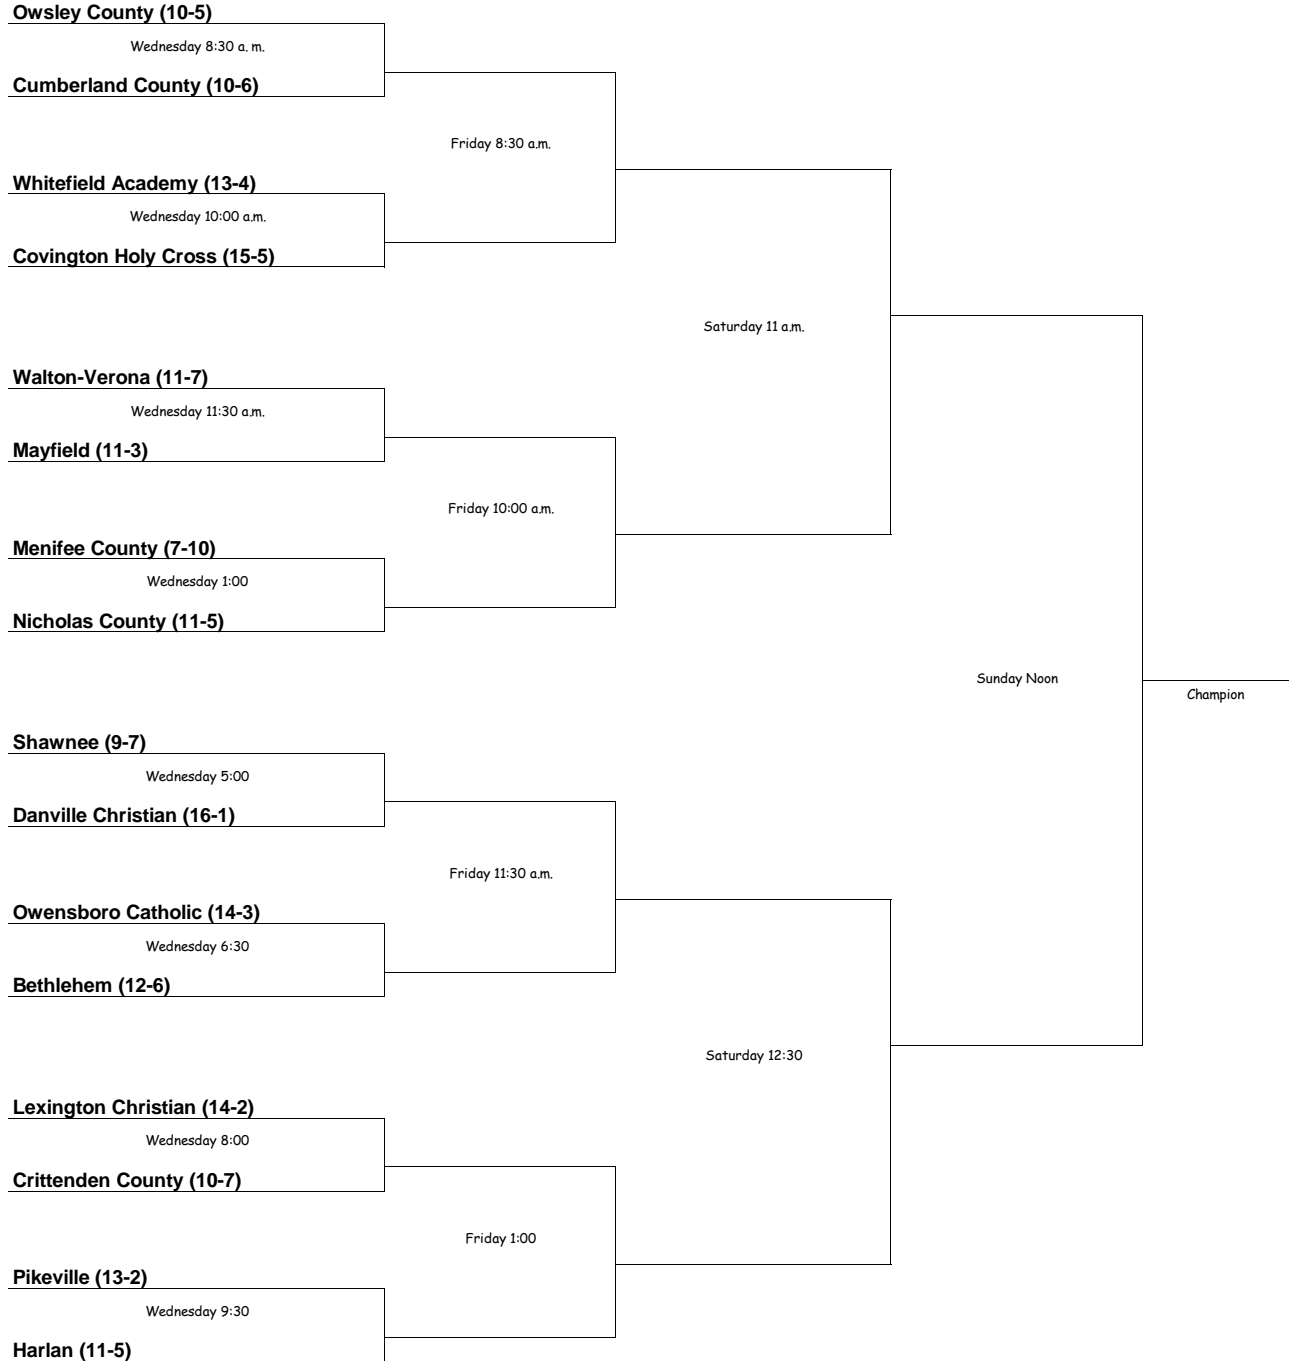 Owsley County (10-5)
Wednesday 8:30 a. m.
Cumberland County (10-6)
Friday 8:30 a.m.
Whitefield Academy (13-4)
Wednesday 10:00 a.m.
Covington Holy Cross (15-5)
Saturday 11 a.m.
Walton-Verona (11-7)
Wednesday 11:30 a.m.
Mayfield (11-3)
Friday 10:00 a.m.
Menifee County (7-10)
Wednesday 1:00
Nicholas County (11-5)
Sunday Noon
Champion
Shawnee (9-7)
Wednesday 5:00
Danville Christian (16-1)
Friday 11:30 a.m.
Owensboro Catholic (14-3)
Wednesday 6:30
Bethlehem (12-6)
Saturday 12:30
Lexington Christian (14-2)
Wednesday 8:00
Crittenden County (10-7)
Friday 1:00
Pikeville (13-2)
Wednesday 9:30
Harlan (11-5)